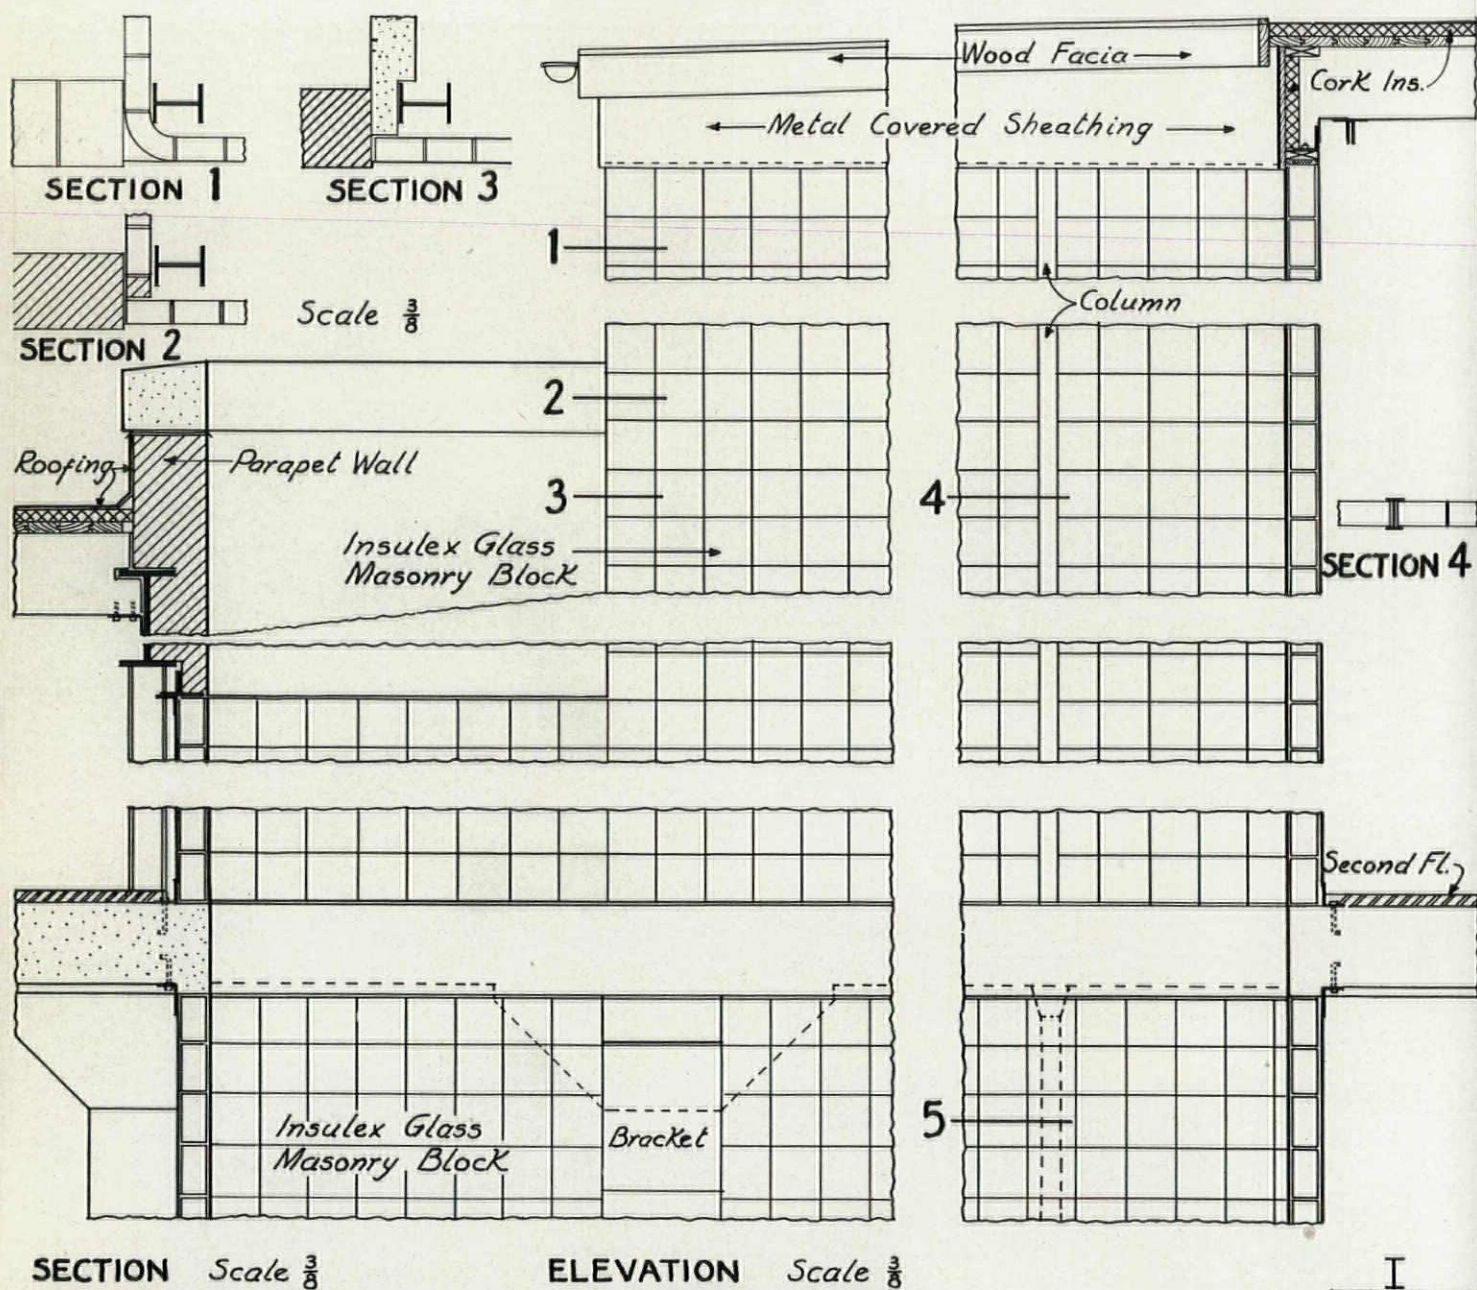 Wood Facia
Cork Ins.
Metal Covered Sheathing
SECTION 1
SECTION 3
1
Column
Scale 3/8
SECTION 2
2
Roofing
Parapet Wall
3
4
Insulex Glass
Masonry Block
SECTION 4
Second Fl.
5
Insulex Glass
Masonry Block
Bracket
SECTION Scale 3/8
ELEVATION Scale 3/8